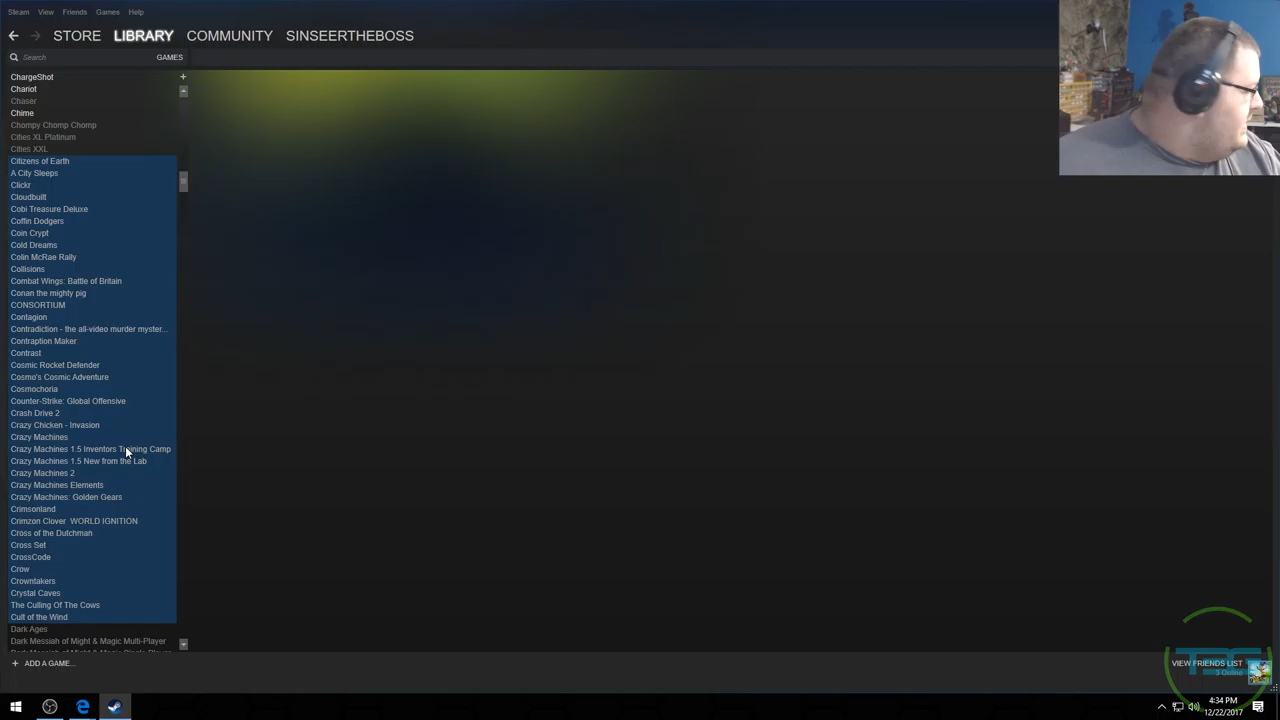 Steam View Friends Games Help
STORE LIBRARY COMMUNITY SINSEERTHEBOSS
Search GAMES
ChargeShot
Chariot
Chaser
Chime
Chompy Chomp Chomp
Cities XL Platinum
Cities XXL
Citizens of Earth
A City Sleeps
Clickr
Cloudbuilt
Cobi Treasure Deluxe
Coffin Dodgers
Coin Crypt
Cold Dreams
Colin McRae Rally
Collisions
Combat Wings: Battle of Britain
Conan the mighty pig
CONSORTIUM
Contagion
Contradiction - the all-video murder myster...
Contraption Maker
Contrast
Cosmic Rocket Defender
Cosmo's Cosmic Adventure
Cosmochoria
Counter-Strike: Global Offensive
Crash Drive 2
Crazy Chicken - Invasion
Crazy Machines
Crazy Machines 1.5 Inventors Training Camp
Crazy Machines 1.5 New from the Lab
Crazy Machines 2
Crazy Machines Elements
Crazy Machines: Golden Gears
Crimsonland
Crimzon Clover WORLD IGNITION
Cross of the Dutchman
Cross Set
CrossCode
Crow
Crowntakers
Crystal Caves
The Culling Of The Cows
Cult of the Wind
Dark Ages
Dark Messiah of Might & Magic Multi-Player
+ ADD A GAME...
VIEW FRIENDS LIST
3 Online
4:34 PM
12/22/2017